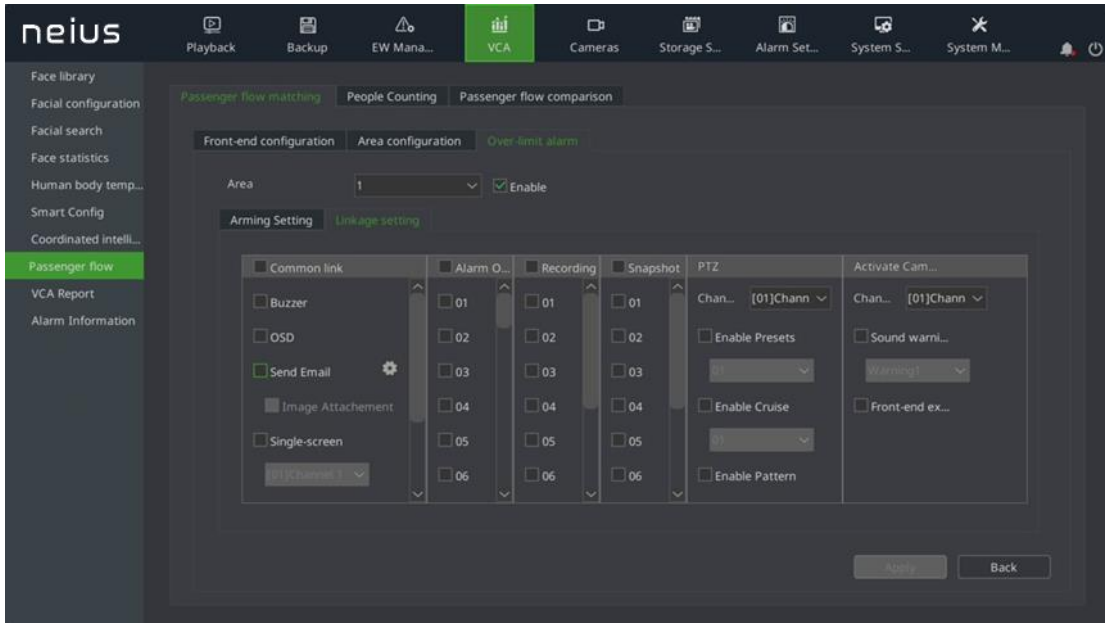 neius
Playback Backup EW Mana... VCA Cameras Storage S... Alarm Set... System S... System M...
Face library
Facial configuration
Facial search
Face statistics
Human body temp...
Smart Config
Coordinated intelli...
Passenger flow
VCA Report
Alarm Information
Passenger flow matching People Counting Passenger flow comparison
Front-end configuration Area configuration Over-limit alarm
Area 1 Enable
Arming Setting Linkage setting
Common link Alarm O... Recording Snapshot PTZ Activate Cam...
Buzzer 01 01 01 Chan... [01]Chann Chan... [01]Chann
OSD 02 02 02 Enable Presets Sound warni...
Send Email 03 03 03 01 Warning1
Image Attachement 04 04 04 Enable Cruise Front-end ex...
Single-screen 05 05 05 01
[01]Channel 1 06 06 06 Enable Pattern
Apply Back